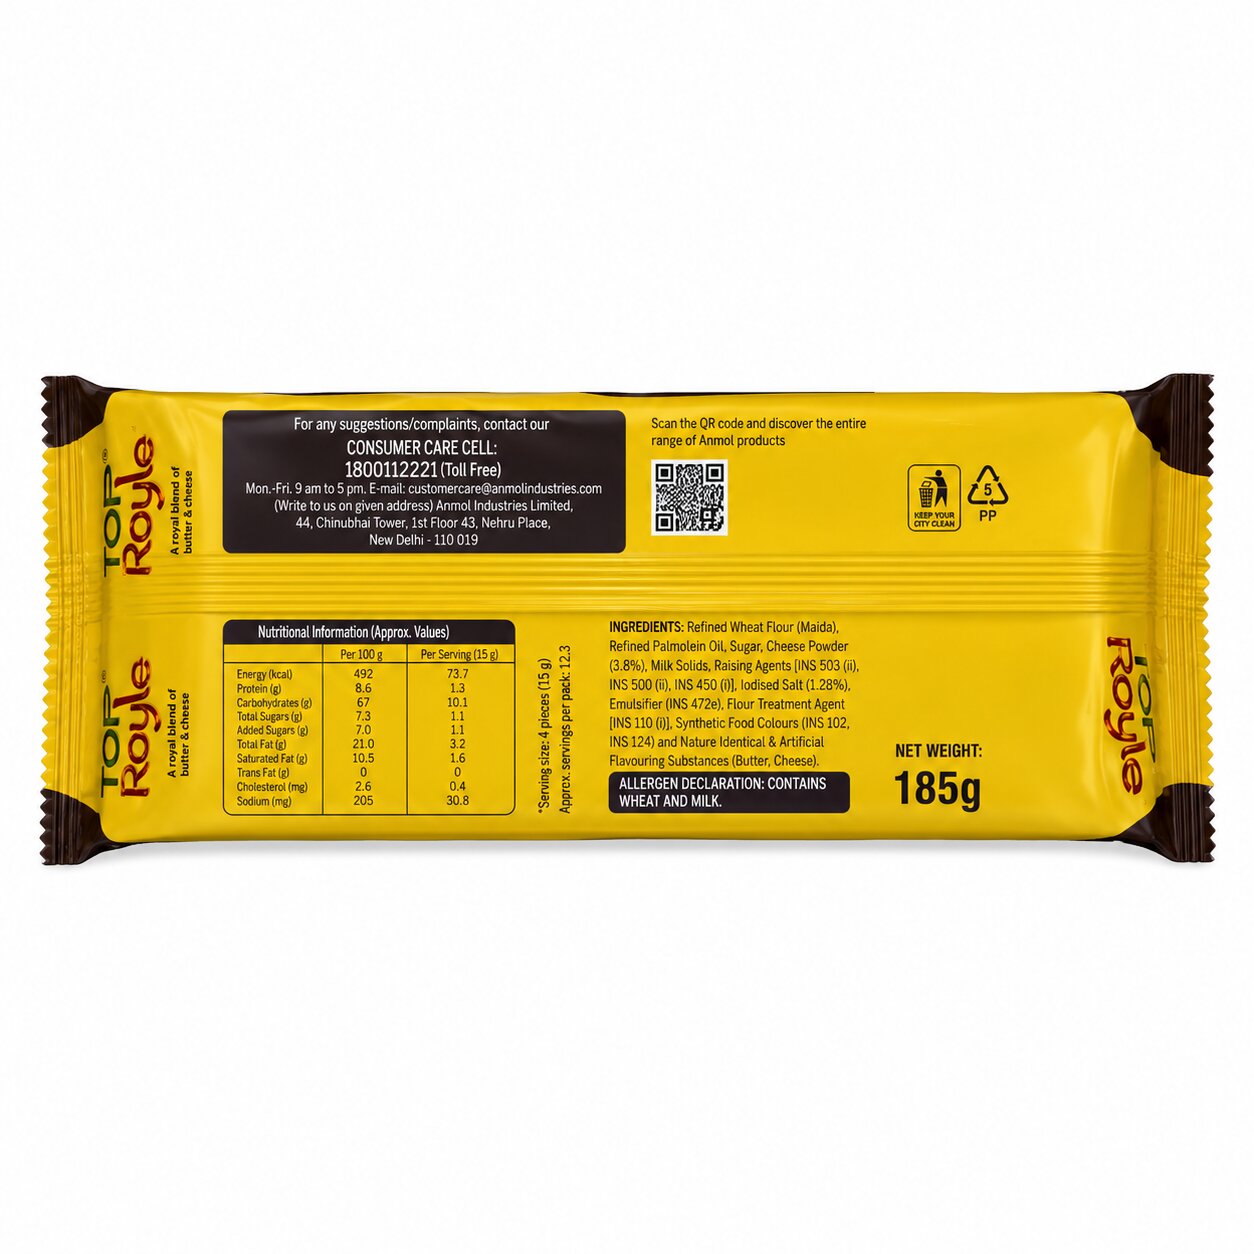 TOP®
Royle
A royal blend of
butter & cheese
For any suggestions/complaints, contact our
CONSUMER CARE CELL:
1800112221 (Toll Free)
Mon.-Fri. 9 am to 5 pm. E-mail: customercare@anmolindustries.com
(Write to us on given address) Anmol Industries Limited,
44, Chinubhai Tower, 1st Floor 43, Nehru Place,
New Delhi - 110 019
Scan the QR code and discover the entire
range of Anmol products
KEEP YOUR
CITY CLEAN
5
PP
TOP®
Royle
A royal blend of
butter & cheese
Nutritional Information (Approx. Values)
Per 100 g Per Serving (15 g)
Energy (kcal) 492 73.7
Protein (g) 8.6 1.3
Carbohydrates (g) 67 10.1
Total Sugars (g) 7.3 1.1
Added Sugars (g) 7.0 1.1
Total Fat (g) 21.0 3.2
Saturated Fat (g) 10.5 1.6
Trans Fat (g) 0 0
Cholesterol (mg) 2.6 0.4
Sodium (mg) 205 30.8
*Serving size: 4 pieces (15 g)
Approx. servings per pack: 12.3
INGREDIENTS: Refined Wheat Flour (Maida),
Refined Palmolein Oil, Sugar, Cheese Powder
(3.8%), Milk Solids, Raising Agents [INS 503 (ii),
INS 500 (ii), INS 450 (i)], Iodised Salt (1.28%),
Emulsifier (INS 472e), Flour Treatment Agent
[INS 110 (i)], Synthetic Food Colours (INS 102,
INS 124) and Nature Identical & Artificial
Flavouring Substances (Butter, Cheese).
ALLERGEN DECLARATION: CONTAINS
WHEAT AND MILK.
NET WEIGHT:
185g
TOP
Royle